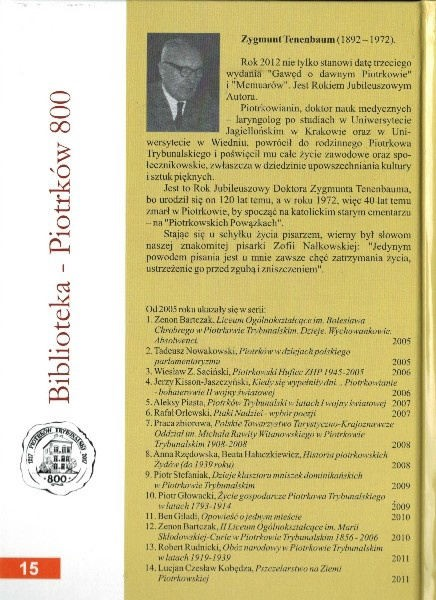 Zygmunt Tenenbaum (1892 – 1972).
Rok 2012 nie tylko stanowi datę trzeciego
wydania "Gawęd o dawnym Piotrkowie"
i "Memuarów". Jest Rokiem Jubileuszowym
Autora.
Piotrkowianin, doktor nauk medycznych
– laryngolog po studiach w Uniwersytecie
Jagiellońskim w Krakowie oraz w Uni-
wersytecie w Wiedniu, powrócił do rodzinnego Piotrkowa
Trybunalskiego i poświęcił mu całe życie zawodowe oraz spo-
łecznikowskie, zwłaszcza w dziedzinie upowszechniania kultury
i sztuk pięknych.
Jest to Rok Jubileuszowy Doktora Zygmunta Tenenbauma,
bo urodził się on 120 lat temu, a w roku 1972, więc 40 lat temu
zmarł w Piotrkowie, by spocząć na katolickim starym cmentarzu
– na "Piotrkowskich Powązkach".
Stając się u schyłku życia pisarzem, wierny był słowom
naszej znakomitej pisarki Zofii Nałkowskiej: "Jedynym
powodem pisania jest u mnie zawsze chęć zatrzymania życia,
ustrzeżenie go przed zgubą i zniszczeniem".
Od 2005 roku ukazały się w serii:
1. Zenon Bartczak, Liceum Ogólnokształcące im. Bolesława
Chrobrego w Piotrkowie Trybunalskim. Dzieje. Wychowankowie.
Absolwenci. 2005
2. Tadeusz Nowakowski, Piotrków w dziejach polskiego
parlamentaryzmu 2005
3. Wiesław Z. Saciński, Piotrkowski Hufiec ZHP 1945-2005 2006
4. Jerzy Kisson-Jaszczyński, Kiedy się wypełniły dni... Piotrkowianie
- bohaterowie II wojny światowej 2006
5. Aleksy Piasta, Piotrków Trybunalski w latach I wojny światowej 2007
6. Rafał Orlewski, Ptaki Nadziei - wybór poezji 2007
7. Praca zbiorowa, Polskie Towarzystwo Turystyczno-Krajoznawcze
Oddział im. Michała Rawity Witanowskiego w Piotrkowie
Trybunalskim 1908-2008 2008
8. Anna Rzędowska, Beata Hałaczkiewicz, Historia piotrkowskich
Żydów (do 1939 roku) 2008
9. Piotr Stefaniak, Dzieje klasztoru mniszek dominikańskich
w Piotrkowie Trybunalskim 2009
10. Piotr Głowacki, Życie gospodarcze Piotrkowa Trybunalskiego
w latach 1793-1914 2009
11. Ben Giladi, Opowieść o jednym mieście 2010
12. Zenon Bartczak, II Liceum Ogólnokształcące im. Marii
Skłodowskiej-Curie w Piotrkowie Trybunalskim 1856 - 2006 2010
13. Robert Rudnicki, Obóz narodowy w Piotrkowie Trybunalskim
w latach 1919-1939 2011
14. Lucjan Czesław Kobędza, Pszczelarstwo na Ziemi
Piotrkowskiej 2011
Biblioteka - Piotrków 800
PIOTRKÓW TRYBUNALSKI
1217
2017
800
15